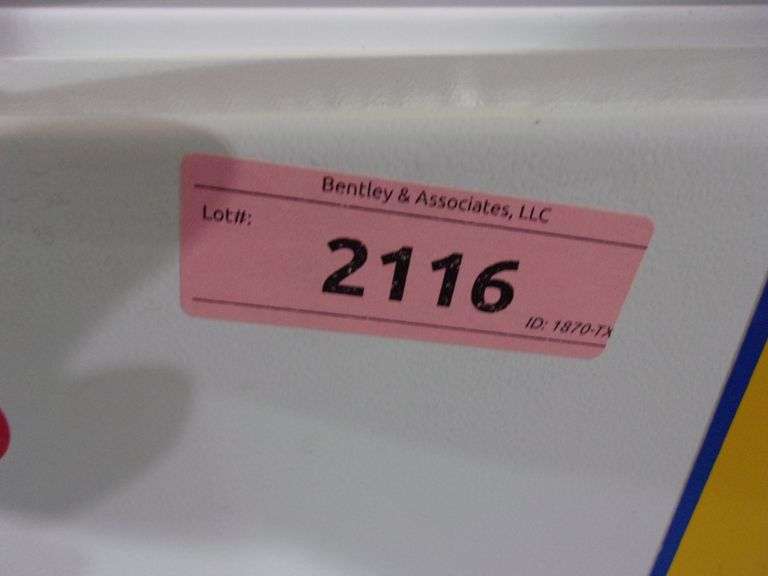 Bentley & Associates, LLC
Lot#:
2116
ID: 1870-TX